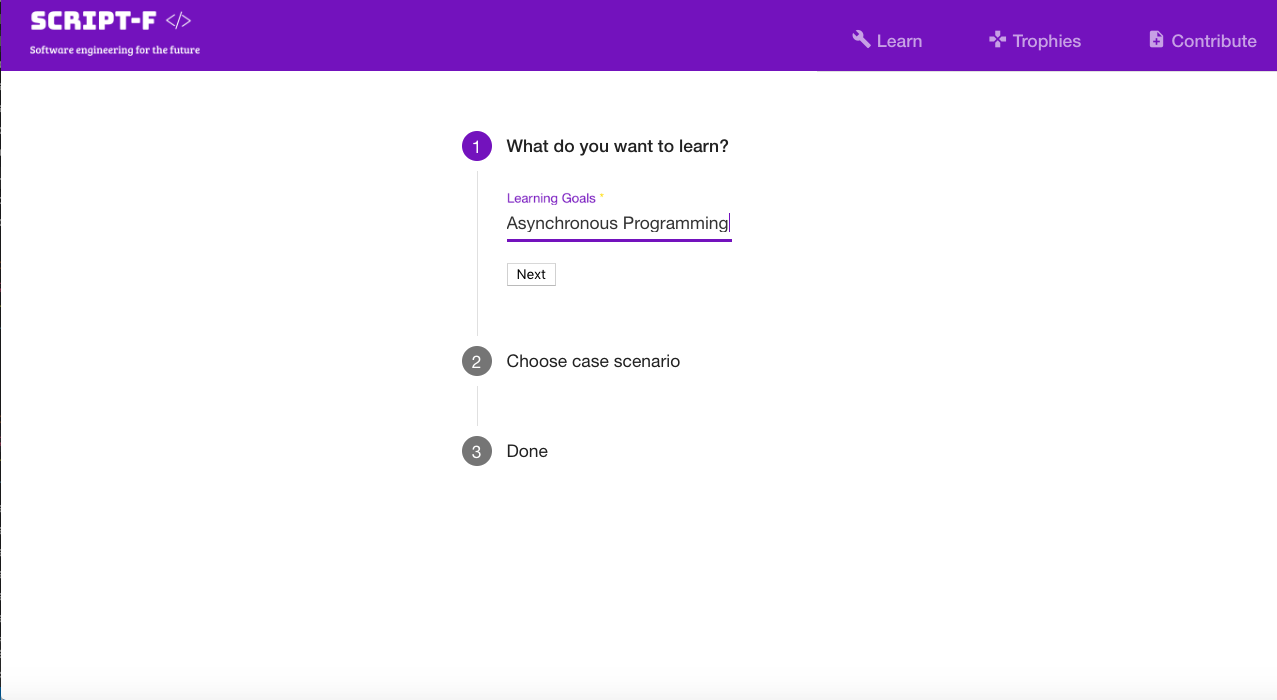 SCRIPT-F </>
Software engineering for the future
Learn
Trophies
Contribute
1 What do you want to learn?
Learning Goals *
Asynchronous Programming
Next
2 Choose case scenario
3 Done